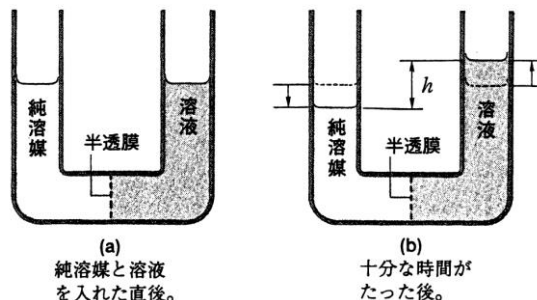 純溶媒
溶液
半透膜
(a)
純溶媒と溶液
を入れた直後。
h
純溶媒
溶液
半透膜
(b)
十分な時間が
たった後。